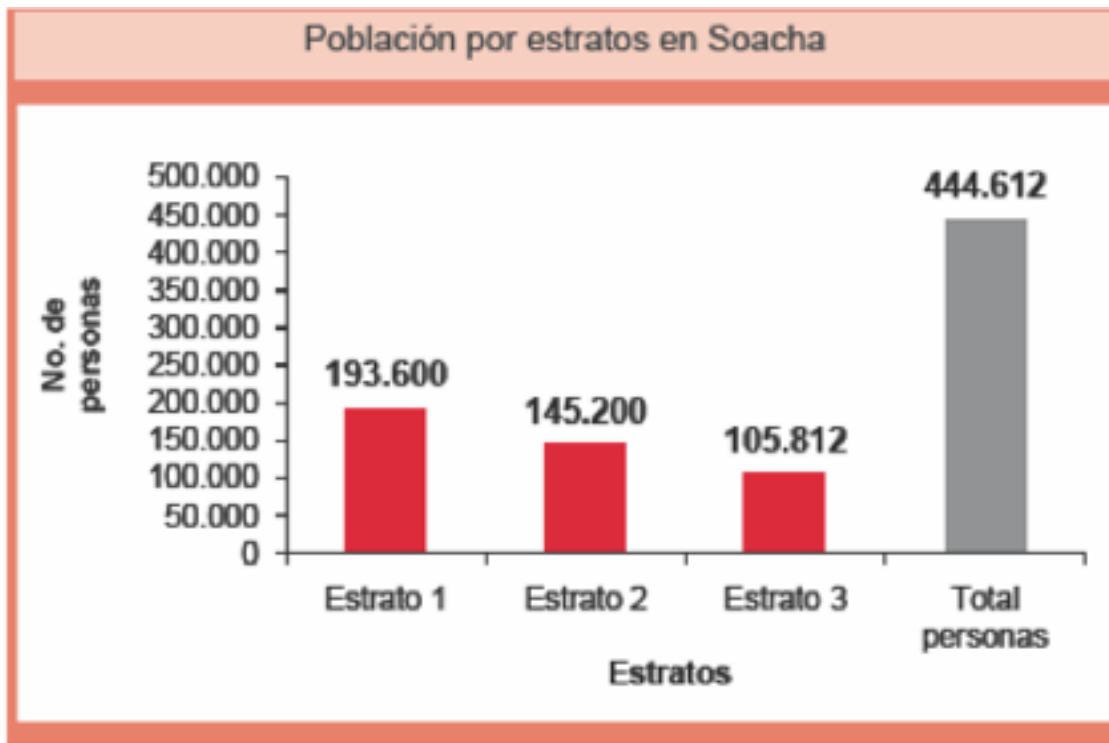 Población por estratos en Soacha
No. de
personas
500.000
450.000
400.000
350.000
300.000
250.000
200.000
150.000
100.000
50.000
0
193.600
145.200
105.812
444.612
Estrato 1
Estrato 2
Estrato 3
Total
personas
Estratos